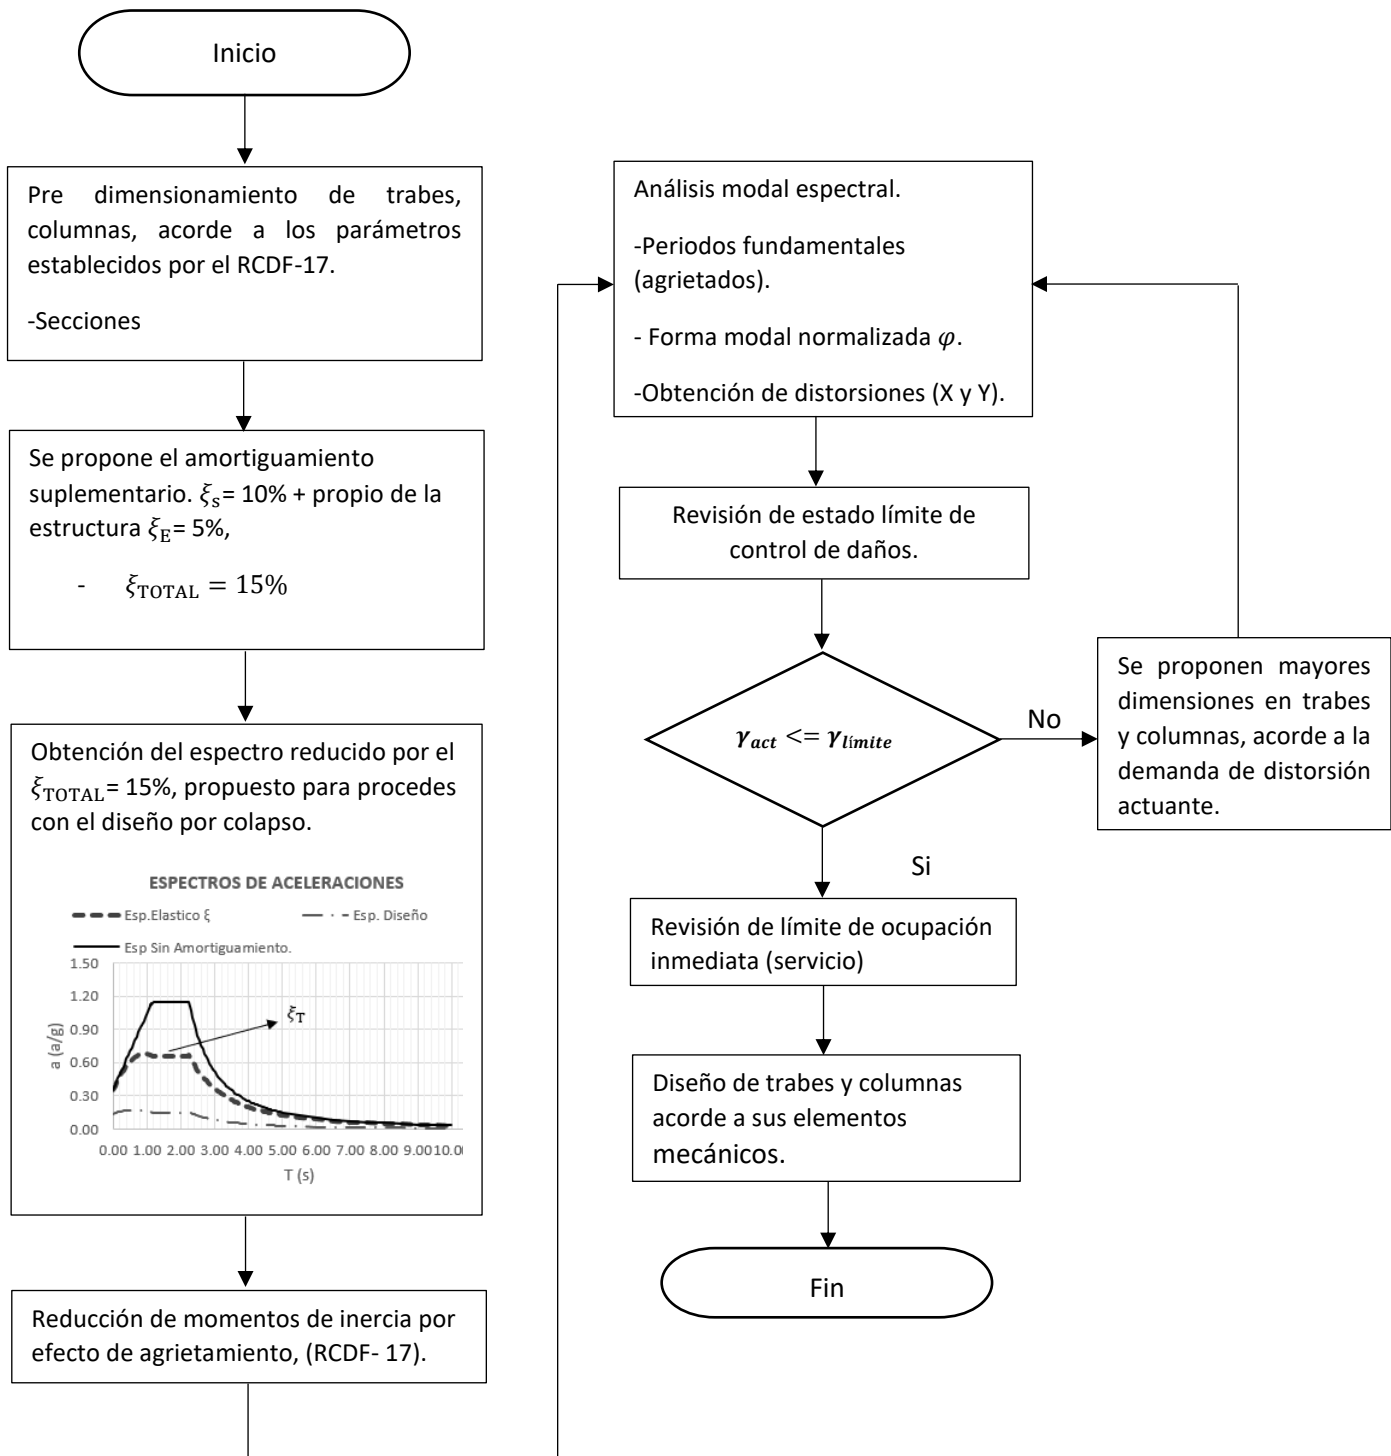 Inicio
Pre dimensionamiento de trabes,
columnas, acorde a los parámetros
establecidos por el RCDF-17.
-Secciones
Se propone el amortiguamiento
suplementario. ξs= 10% + propio de la
estructura ξE= 5%,
- ξTOTAL = 15%
Obtención del espectro reducido por el
ξTOTAL= 15%, propuesto para procedes
con el diseño por colapso.
ESPECTROS DE ACELERACIONES
Esp.Elastico ξ
Esp. Diseño
Esp Sin Amortiguamiento.
1.50
1.20
0.90
0.60
0.30
0.00
a (a/g)
ξT
0.00 1.00 2.00 3.00 4.00 5.00 6.00 7.00 8.00 9.0010.00
T (s)
Reducción de momentos de inercia por
efecto de agrietamiento, (RCDF- 17).
Análisis modal espectral.
-Periodos fundamentales
(agrietados).
- Forma modal normalizada φ.
-Obtención de distorsiones (X y Y).
Revisión de estado límite de
control de daños.
γact <= γlímite
No
Se proponen mayores
dimensiones en trabes
y columnas, acorde a la
demanda de distorsión
actuante.
Si
Revisión de límite de ocupación
inmediata (servicio)
Diseño de trabes y columnas
acorde a sus elementos
mecánicos.
Fin